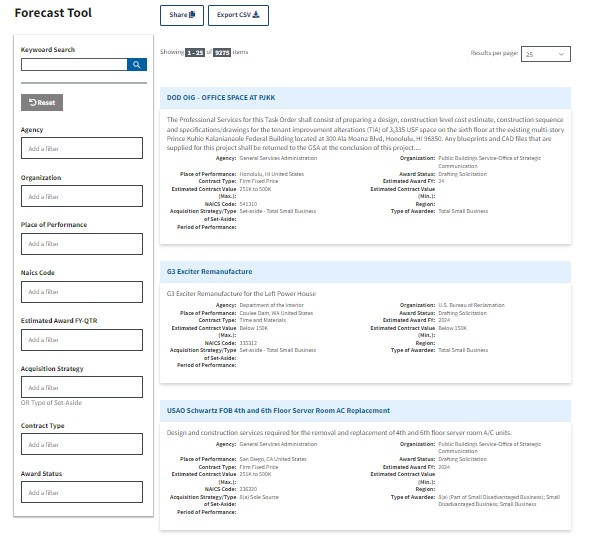 Forecast Tool
Share
Export CSV
Keyword Search
Reset
Agency
Add a filter
Organization
Add a filter
Place of Performance
Add a filter
Naics Code
Add a filter
Estimated Award FY-QTR
Add a filter
Acquisition Strategy
Add a filter
OR Type of Set-Aside
Contract Type
Add a filter
Award Status
Add a filter
Showing 1 - 25 of 9275 items
Results per page: 25
DOD OIG - OFFICE SPACE AT PJKK
The Professional Services for this Task Order shall consist of preparing a design, construction level cost estimate, construction sequence
and specifications/drawings for the tenant improvement alterations (TIA) of 3,335 USF space on the sixth floor at the existing multi-story
Prince Kuhio Kalanianaole Federal Building located at 300 Ala Moana Blvd, Honolulu, HI 96850. Any blueprints and CAD files that are
supplied for this project shall be returned to the GSA at the conclusion of this project....
Agency: General Services Administration
Place of Performance: Honolulu, HI United States
Contract Type: Firm Fixed Price
Estimated Contract Value 251K to 500K
(Max.):
NAICS Code: 541310
Acquisition Strategy/Type Set-aside - Total Small Business
of Set-Aside:
Period of Performance:
Organization: Public Buildings Service-Office of Strategic
Communication
Award Status: Drafting Solicitation
Estimated Award FY: 24
Estimated Contract Value
(Min.):
Region:
Type of Awardee: Total Small Business
G3 Exciter Remanufacture
G3 Exciter Remanufacture for the Left Power House
Agency: Department of the Interior
Place of Performance: Coulee Dam, WA United States
Contract Type: Time and Materials
Estimated Contract Value Below 150K
(Max.):
NAICS Code: 335312
Acquisition Strategy/Type Set-aside - Total Small Business
of Set-Aside:
Period of Performance:
Organization: U.S. Bureau of Reclamation
Award Status: Drafting Solicitation
Estimated Award FY: 2024
Estimated Contract Value Below 150K
(Min.):
Region:
Type of Awardee: Total Small Business
USAO Schwartz FOB 4th and 6th Floor Server Room AC Replacement
Design and construction services required for the removal and replacement of 4th and 6th floor server room A/C units.
Agency: General Services Administration
Place of Performance: San Diego, CA United States
Contract Type: Firm Fixed Price
Estimated Contract Value 251K to 500K
(Max.):
NAICS Code: 236220
Acquisition Strategy/Type 8(a) Sole Source
of Set-Aside:
Period of Performance:
Organization: Public Buildings Service-Office of Strategic
Communication
Award Status: Drafting Solicitation
Estimated Award FY: 2024
Estimated Contract Value
(Min.):
Region:
Type of Awardee: 8(a) (Part of Small Disadvantaged Business); Small
Disadvantaged Business; Small Business